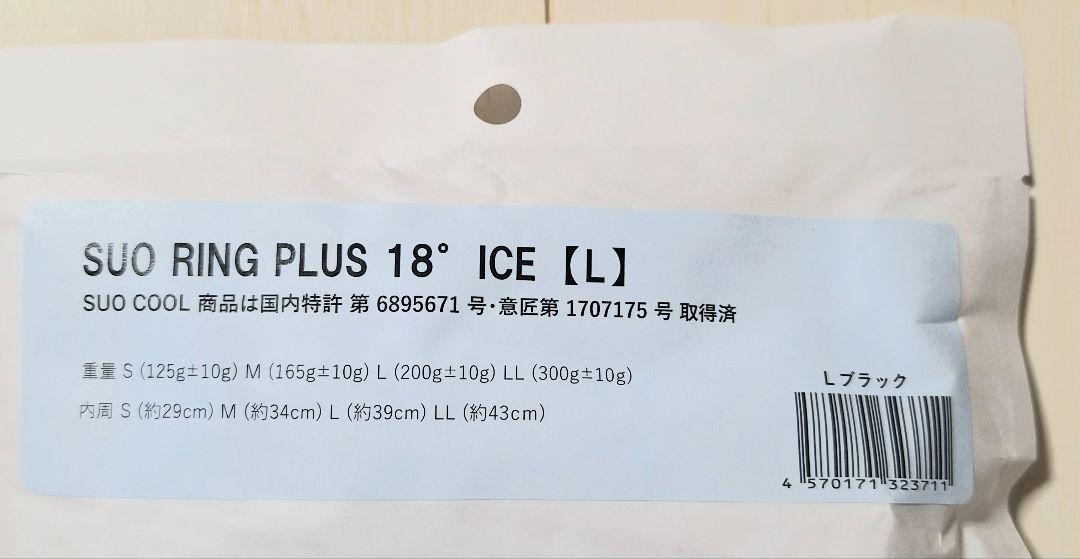 SUO RING PLUS 18° ICE【L】
SUO COOL 商品は国内特許 第 6895671 号・意匠第 1707175 号 取得済
重量 S (125g±10g) M (165g±10g) L (200g±10g) LL (300g±10g)
内周 S (約29cm) M (約34cm) L (約39cm) LL (約43cm)
Lブラック
4 570171 323711